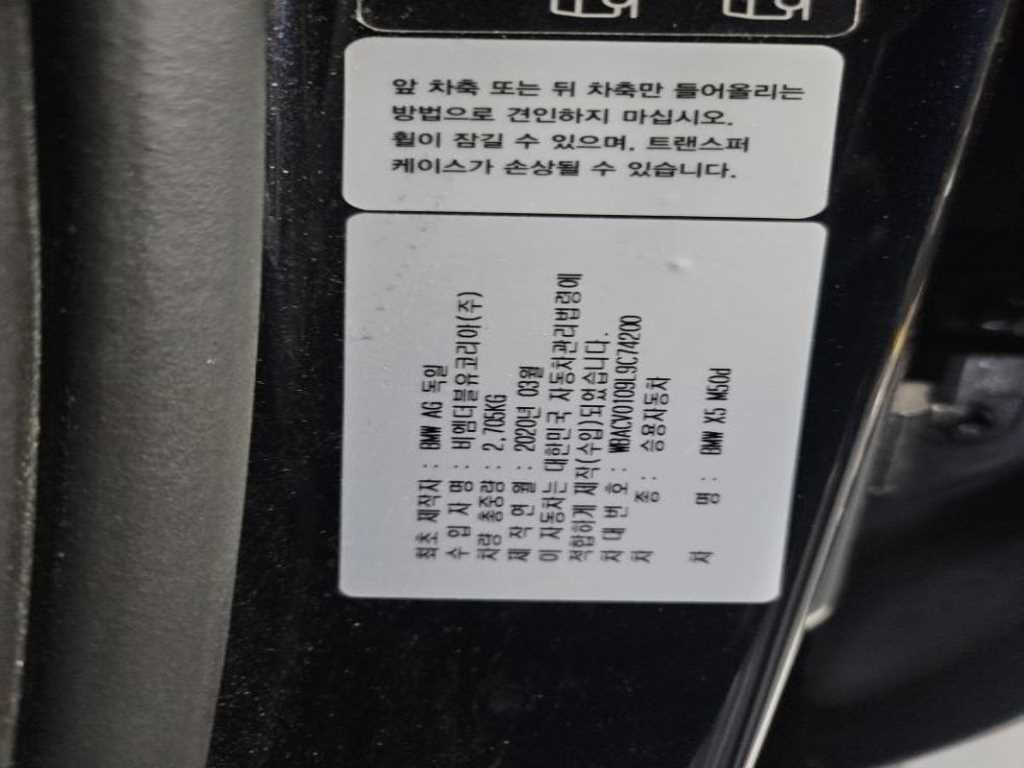 앞 차축 또는 뒤 차축만 들어올리는
방법으로 견인하지 마십시오.
휠이 잠길 수 있으며, 트랜스퍼
케이스가 손상될 수 있습니다.
최초 제작자 : BMW AG 독일
수 입 자 명 : 비엠더블유코리아(주)
차량 총중량 : 2,705KG
제 작 연 월 : 2020년 03월
이 자동차는 대한민국 자동차관리법령에
적합하게 제작(수입)되었습니다.
차 대 번 호 : WBACV0109L9C74200
차 종 : 승용자동차
차 명 : BMW X5 M50d